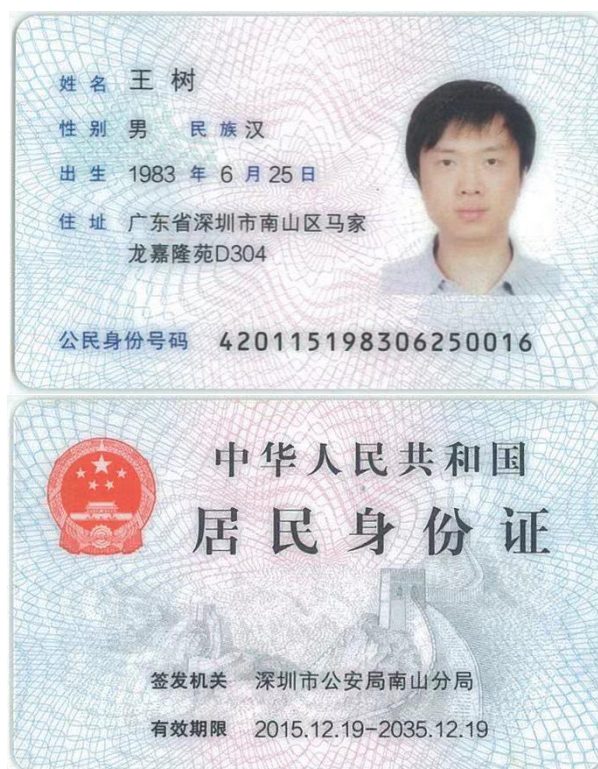 姓名 王树
性别 男 民族 汉
出生 1983 年 6 月 25 日
住址 广东省深圳市南山区马家
龙嘉隆苑D304
公民身份号码 420115198306250016
中华人民共和国
居民身份证
签发机关 深圳市公安局南山分局
有效期限 2015.12.19-2035.12.19